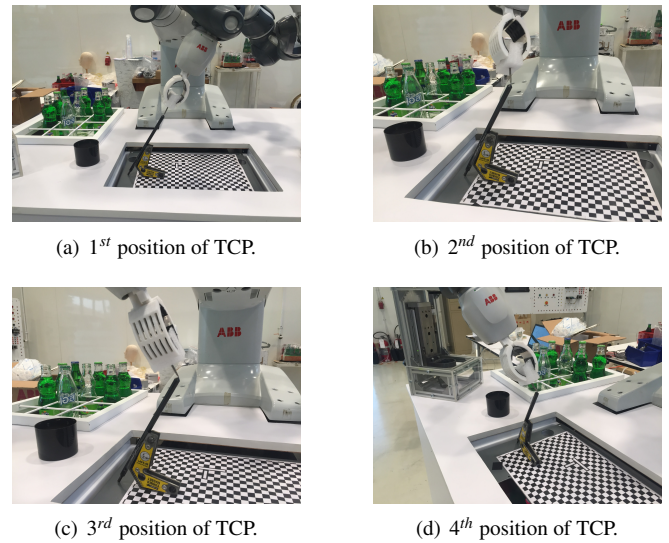 ABB
ABB
(a) 1st position of TCP.
(b) 2nd position of TCP.
ABB
ABB
(c) 3rd position of TCP.
(d) 4th position of TCP.